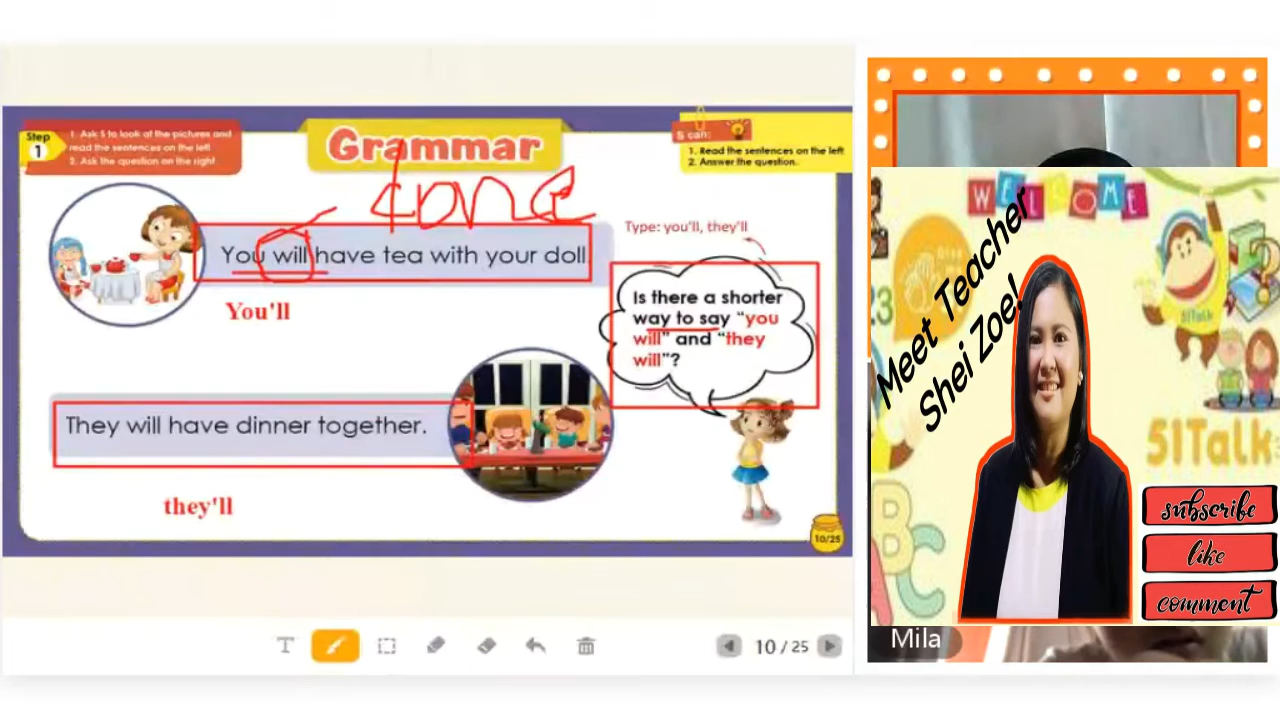 Step
1
1. Ask S to look at the pictures and
read the sentences on the left
2. Ask the question on the right
Grammar
S can:
1. Read the sentences on the left
2. Answer the question.
done
Type: you'll, they'll
You will have tea with your doll.
You'll
Is there a shorter
way to say "you
will" and "they
will"?
They will have dinner together.
they'll
10/25
T
10 / 25
WELCOME
Meet Teacher
Shei Zoe!
51Talk
51Talk
ABC
subscribe
like
comment
Mila